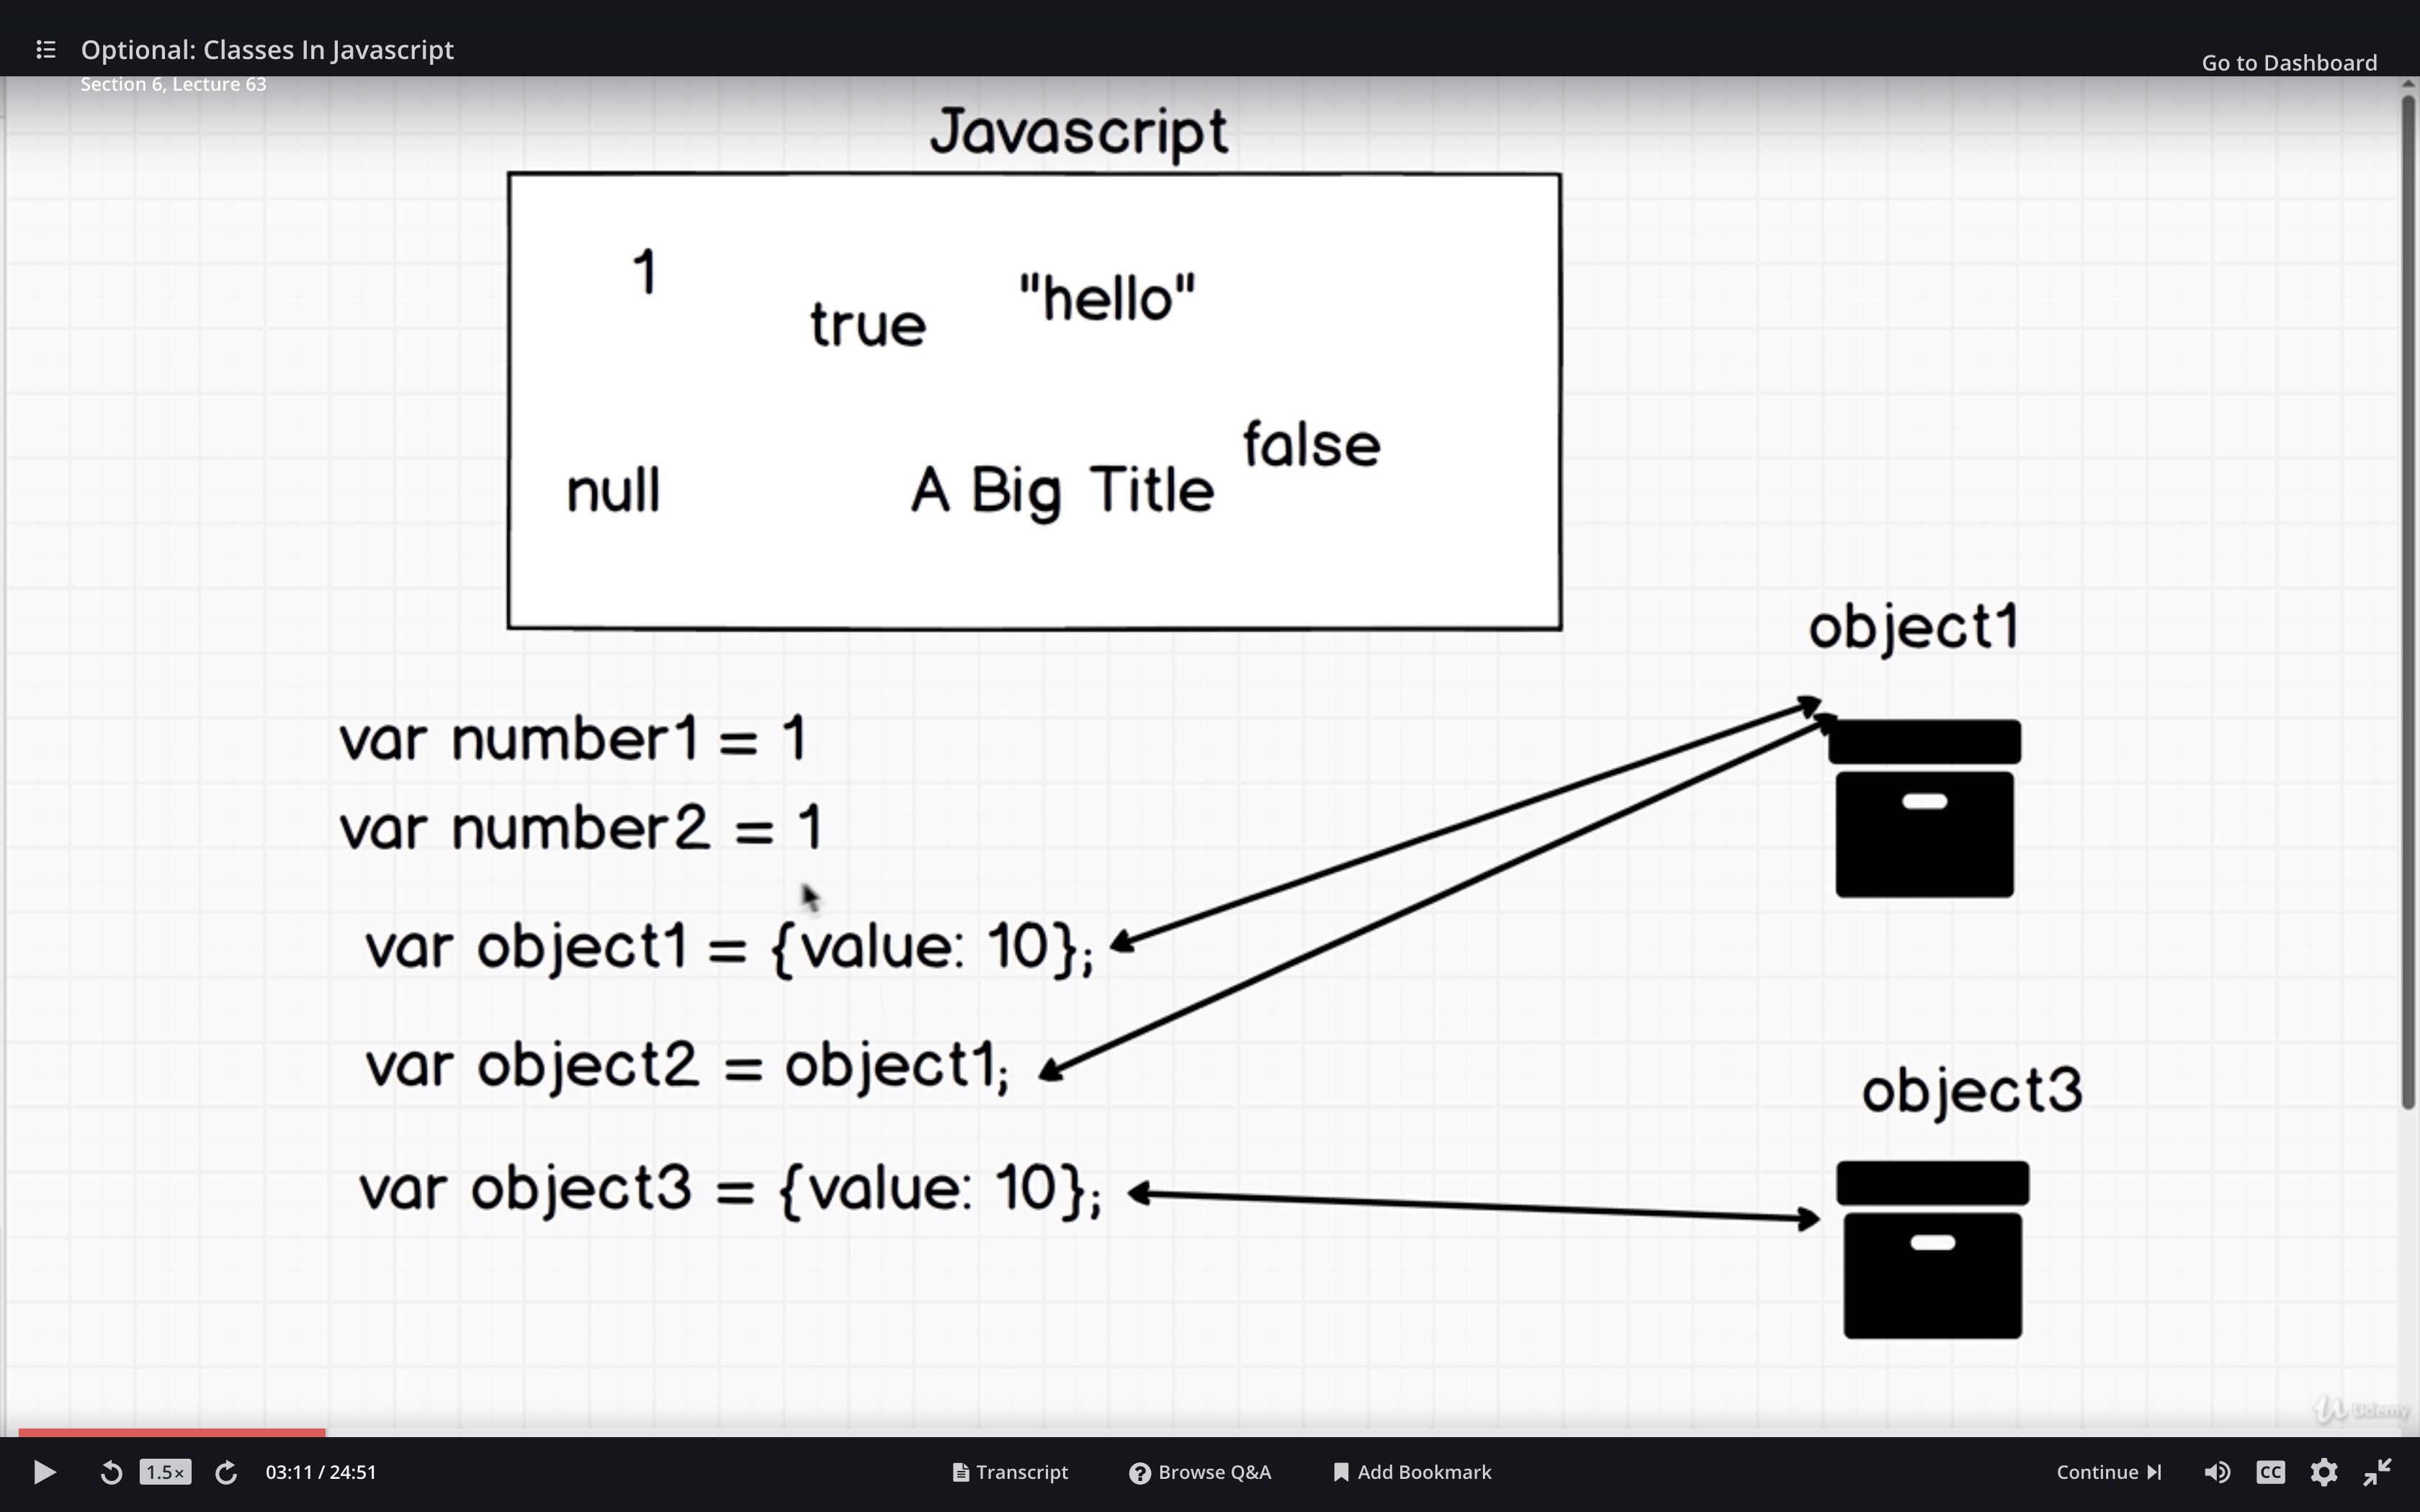 Optional: Classes In Javascript
Go to Dashboard
Section 6, Lecture 63
Javascript
1
true
"hello"
false
null
A Big Title
object1
var number1 = 1
var number2 = 1
var object1 = {value: 10};
var object2 = object1;
object3
var object3 = {value: 10};
Udemy
1.5×
03:11 / 24:51
Transcript
Browse Q&A
Add Bookmark
Continue
CC